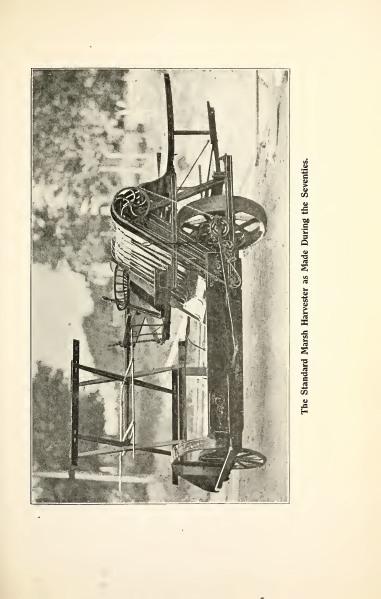 The Standard Marsh Harvester as Made During the Seventies.